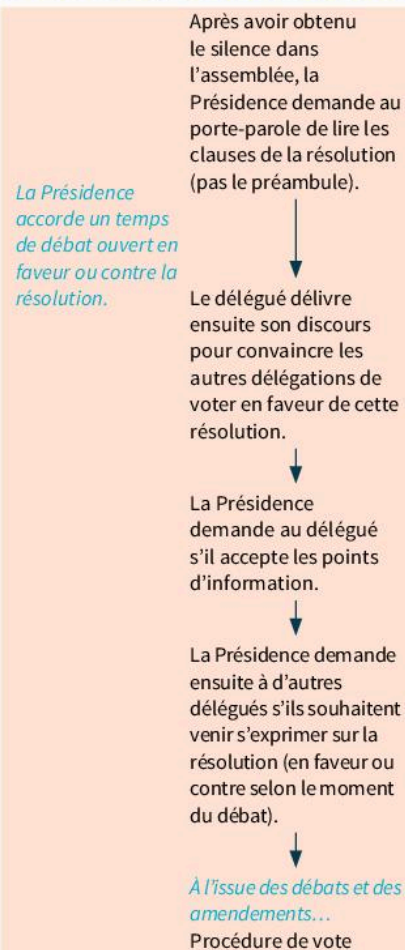 Après avoir obtenu
le silence dans
l'assemblée, la
Présidence demande au
porte-parole de lire les
clauses de la résolution
(pas le préambule).
La Présidence
accorde un temps
de débat ouvert en
faveur ou contre la
résolution.
Le délégué délivre
ensuite son discours
pour convaincre les
autres délégations de
voter en faveur de cette
résolution.
La Présidence
demande au délégué
s'il accepte les points
d'information.
La Présidence demande
ensuite à d'autres
délégués s'ils souhaitent
venir s'exprimer sur la
résolution (en faveur ou
contre selon le moment
du débat).
À l'issue des débats et des
amendements…
Procédure de vote